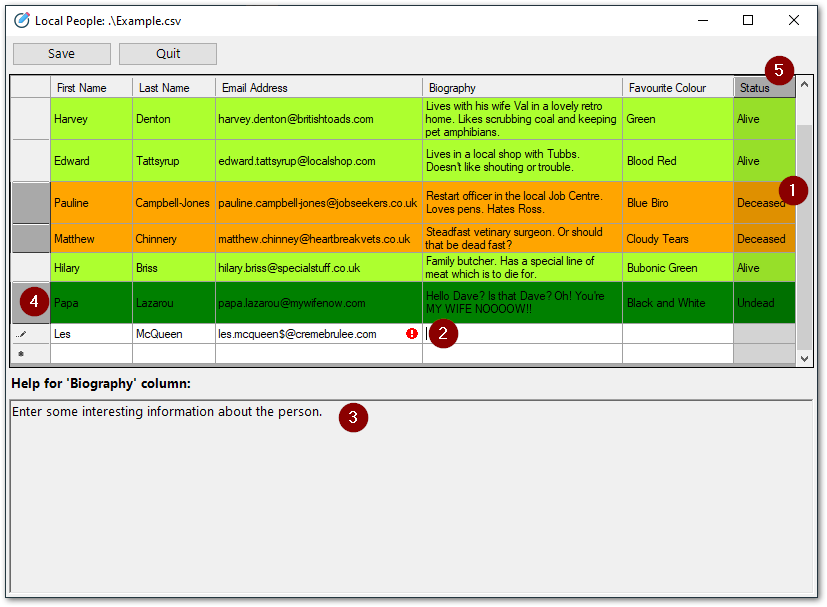 Local People: .\Example.csv
Save Quit
5
First Name Last Name Email Address Biography Favourite Colour Status
Harvey Denton harvey.denton@britishtoads.com Lives with his wife Val in a lovely retro
home. Likes scrubbing coal and keeping
pet amphibians. Green Alive
Edward Tattsyrup edward.tattsyrup@localshop.com Lives in a local shop with Tubbs.
Doesn't like shouting or trouble. Blood Red Alive
1
Pauline Campbell-Jones pauline.campbell-jones@jobseekers.co.uk Restart officer in the local Job Centre.
Loves pens. Hates Ross. Blue Biro Deceased
Matthew Chinnery matthew.chinney@heartbreakvets.co.uk Steadfast vetinary surgeon. Or should
that be dead fast? Cloudy Tears Deceased
Hilary Briss hilary.briss@specialstuff.co.uk Family butcher. Has a special line of
meat which is to die for. Bubonic Green Alive
4 Papa Lazarou papa.lazarou@mywifenow.com Hello Dave? Is that Dave? Oh! You're
MY WIFE NOOOOW!! Black and White Undead
Les McQueen les.mcqueen$@cremebrulee.com 2
Help for 'Biography' column:
Enter some interesting information about the person. 3